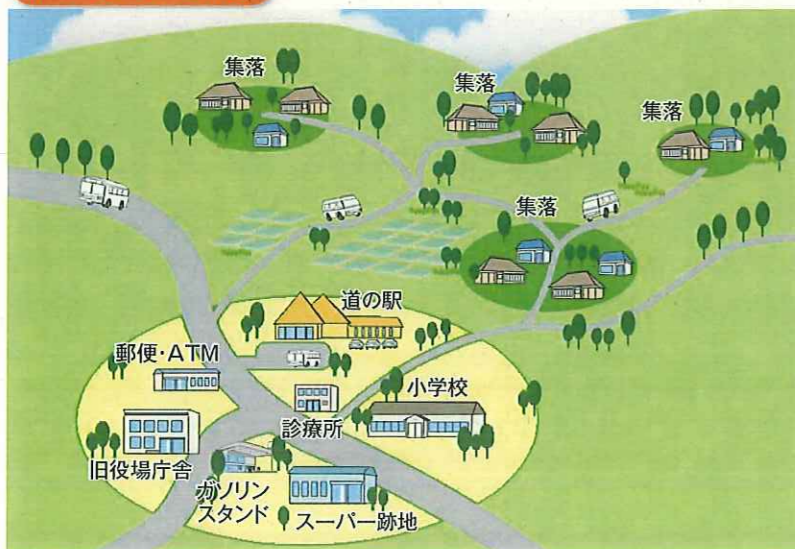 集落
集落
集落
集落
道の駅
郵便・ATM
小学校
診療所
旧役場庁舎
ガソリン
スタンド
スーパー跡地